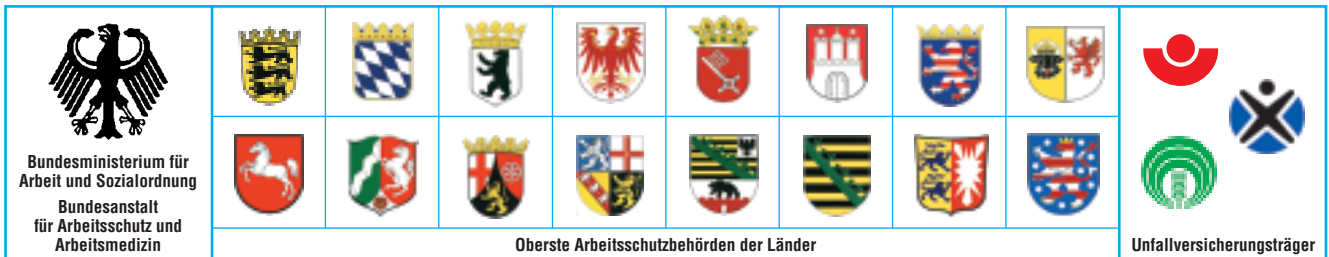 Bundesministerium für
Arbeit und Sozialordnung
Bundesanstalt
für Arbeitsschutz und
Arbeitsmedizin
Oberste Arbeitsschutzbehörden der Länder
Unfallversicherungsträger